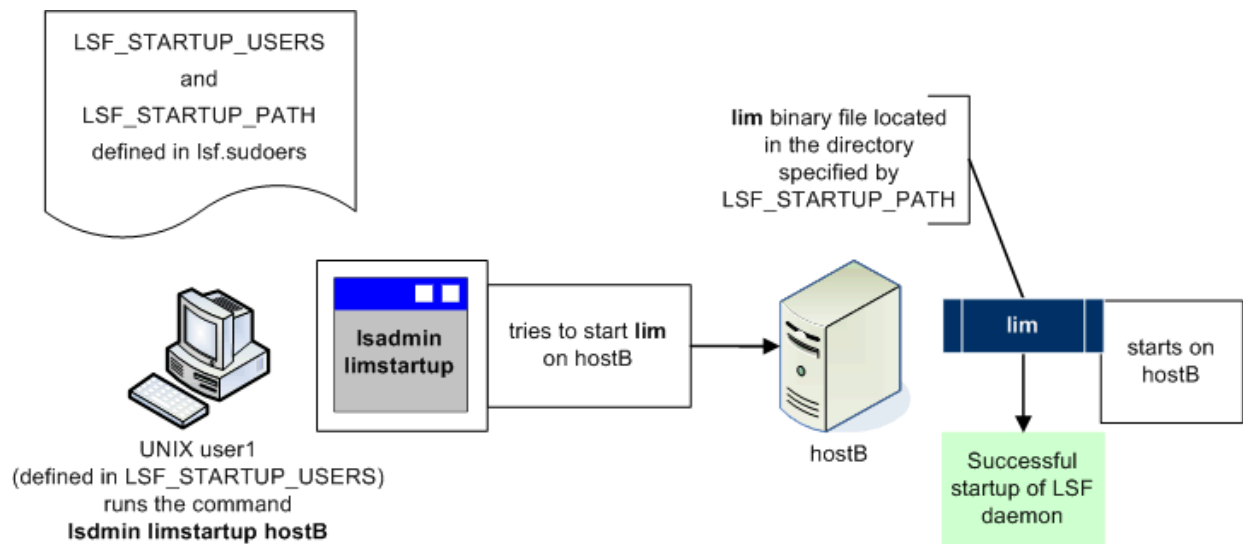 LSF_STARTUP_USERS
and
LSF_STARTUP_PATH
defined in lsf.sudoers
UNIX user1
(defined in LSF_STARTUP_USERS)
runs the command
lsdmin limstartup hostB
lsadmin
limstartup
tries to start lim
on hostB
hostB
lim binary file located
in the directory
specified by
LSF_STARTUP_PATH
lim
starts on
hostB
Successful
startup of LSF
daemon